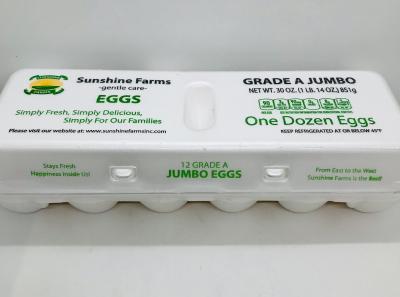 Sunshine Farms
-gentle care-
EGGS
Simply Fresh, Simply Delicious,
Simply For Our Families
Please visit our website at: www.sunshinefarmsinc.com
GRADE A JUMBO
NET WT. 30 OZ. (1 LB. 14 OZ.) 851g
One Dozen Eggs
KEEP REFRIGERATED AT OR BELOW 45°F
Stays Fresh
Happiness Inside Us!
12 GRADE A
JUMBO EGGS
From East to the West
Sunshine Farms is the Best!